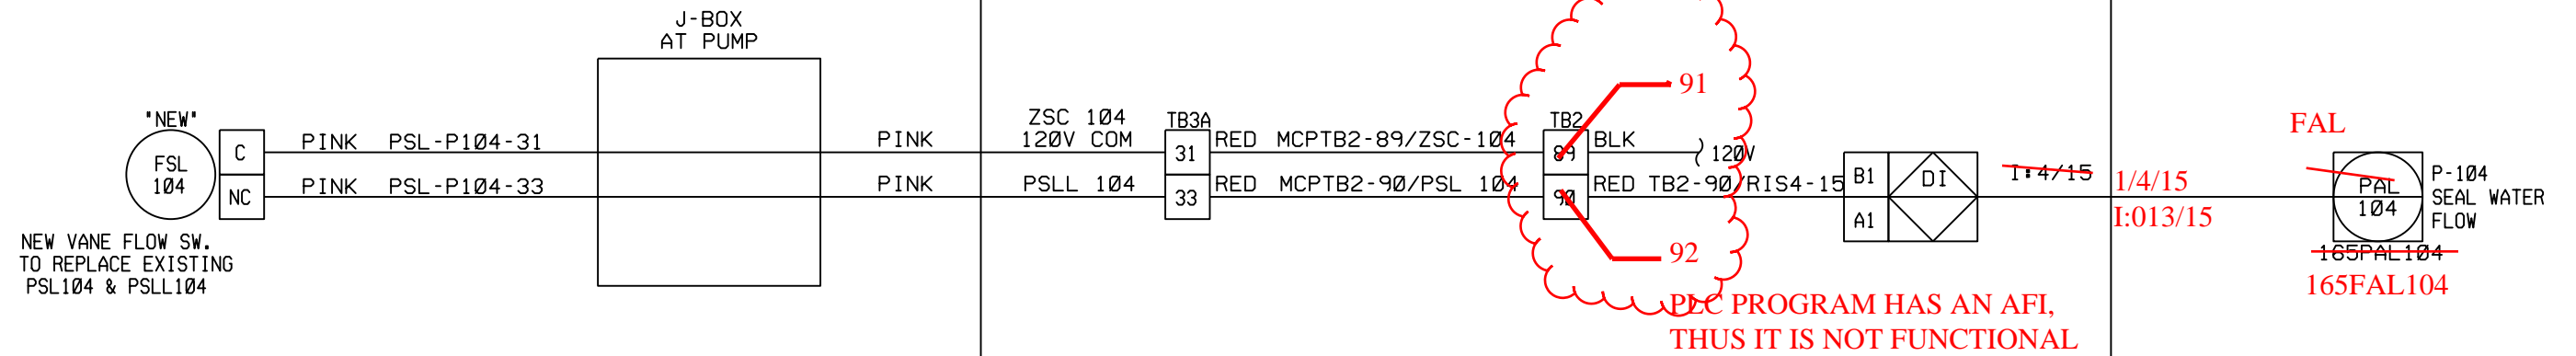 J-BOX
AT PUMP
"NEW"
FSL
104
C
NC
PINK PSL-P104-31
PINK PSL-P104-33
NEW VANE FLOW SW.
TO REPLACE EXISTING
PSL104 & PSLL104
PINK
PINK
ZSC 104
120V COM
PSLL 104
TB3A
31
33
RED MCPTB2-89/ZSC-104
RED MCPTB2-90/PSL 104
TB2
89
90
91
92
BLK
120V
RED TB2-90/RIS4-15
B1
A1
DI
I:4/15
1/4/15
I:013/15
PLC PROGRAM HAS AN AFI,
THUS IT IS NOT FUNCTIONAL
FAL
PAL
104
P-104
SEAL WATER
FLOW
165PAL104
165FAL104